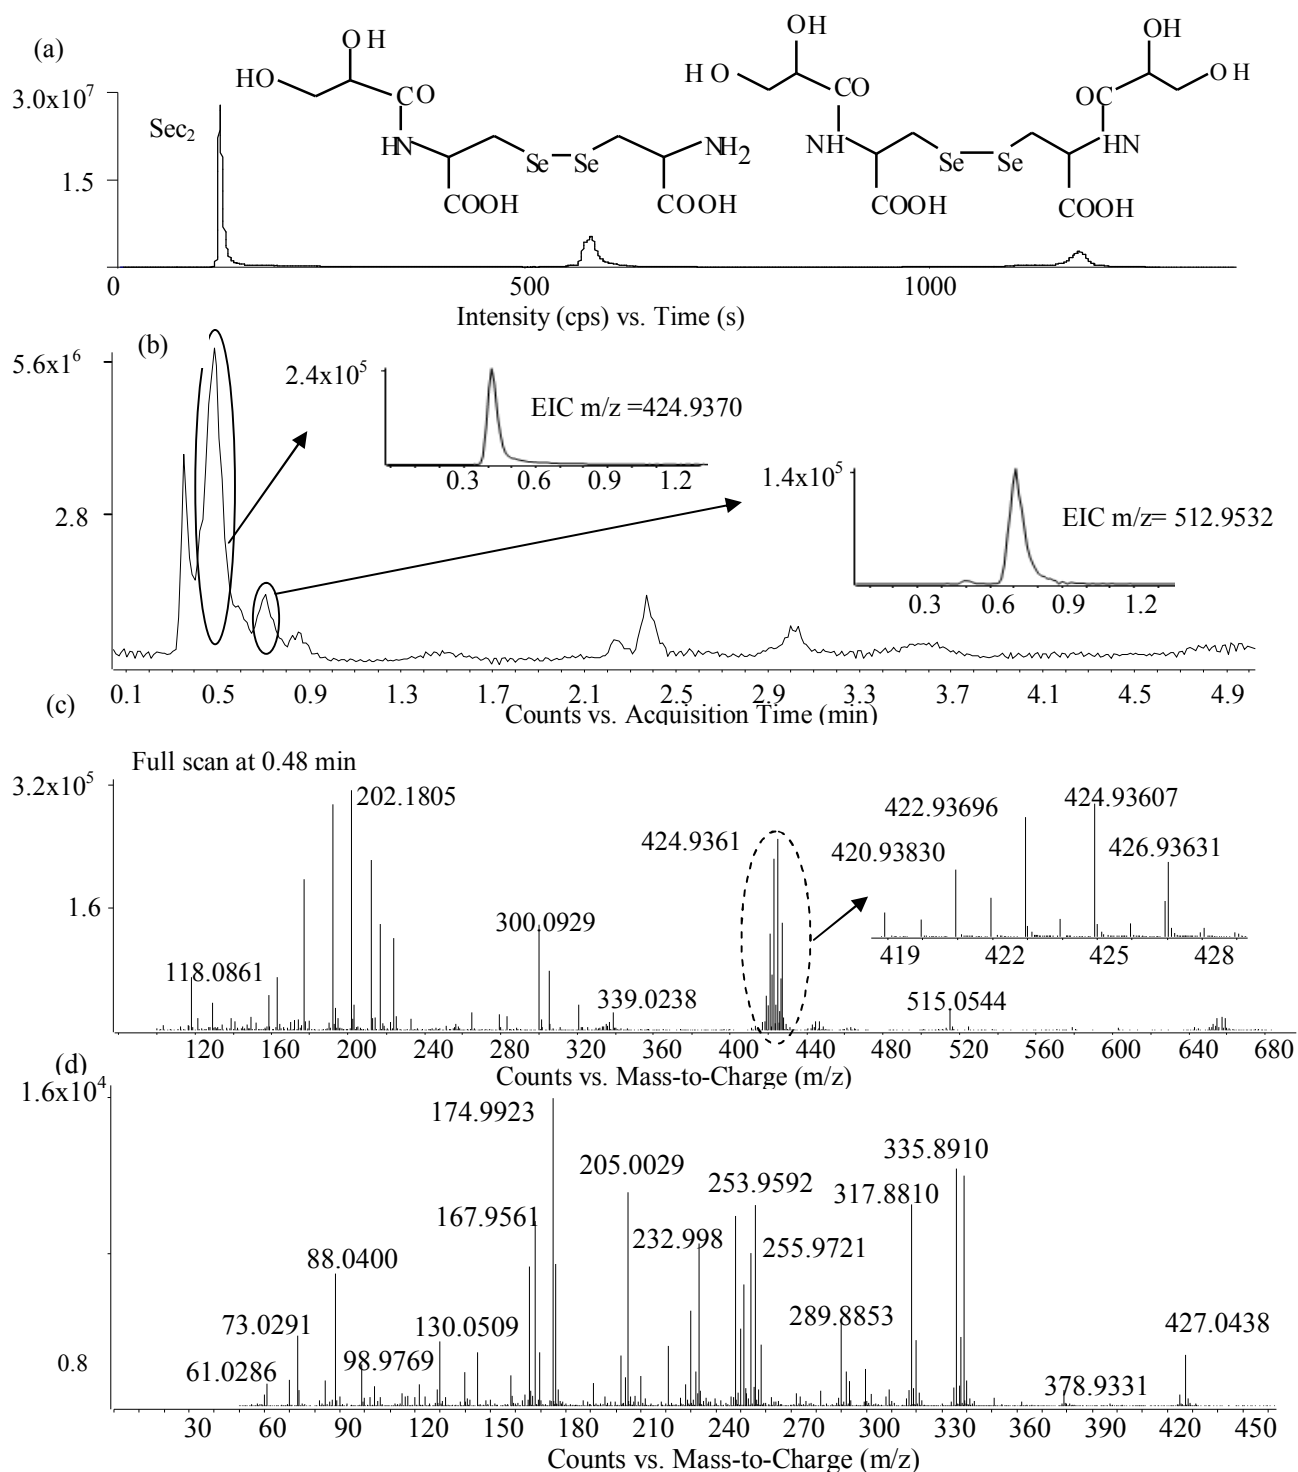 (a)
OH
HO
CO
HN
Se
Se
NH2
COOH
COOH
OH
HO
CO
NH
Se
Se
COOH
OH
OH
OC
HN
COOH
3.0x10^7
Sec2
1.5
0 500 1000
Intensity (cps) vs. Time (s)
(b)
5.6x10^6
2.8
2.4x10^5
EIC m/z =424.9370
0.3 0.6 0.9 1.2
1.4x10^5
EIC m/z= 512.9532
0.3 0.6 0.9 1.2
0.1 0.5 0.9 1.3 1.7 2.1 2.5 2.9 3.3 3.7 4.1 4.5 4.9
Counts vs. Acquisition Time (min)
(c)
Full scan at 0.48 min
3.2x10^5
1.6
202.1805
118.0861
300.0929
339.0238
424.9361
515.0544
422.93696
424.93607
420.93830
426.93631
419 422 425 428
120 160 200 240 280 320 360 400 440 480 520 560 600 640 680
Counts vs. Mass-to-Charge (m/z)
(d)
1.6x10^4
0.8
174.9923
205.0029
335.8910
253.9592
317.8810
167.9561
232.998
255.9721
88.0400
289.8853
73.0291
130.0509
427.0438
61.0286
98.9769
378.9331
30 60 90 120 150 180 210 240 270 300 330 360 390 420 450
Counts vs. Mass-to-Charge (m/z)